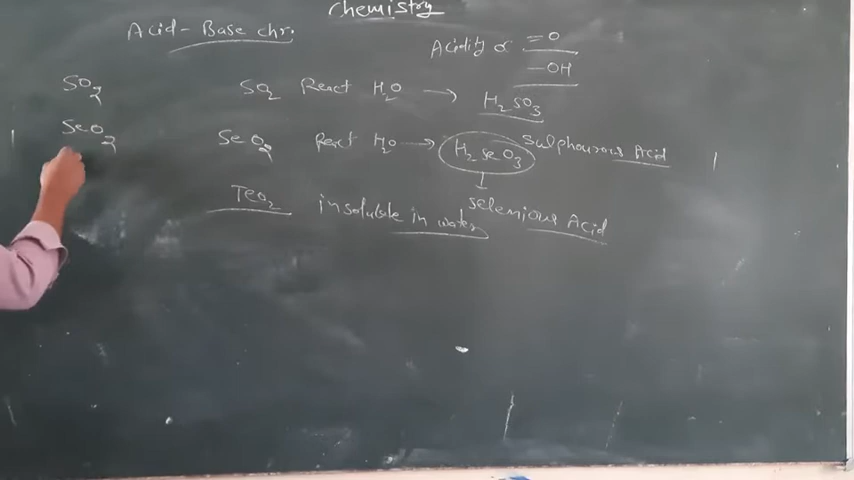 chemistry
Acid-Base chr.
Acidity ∝ =O
-OH
SO2
SO2 React H2O → H2SO3
SeO2
SeO2 React H2O → H2SeO3 Sulphourous Acid
TeO2 insoluble in water
selenious Acid